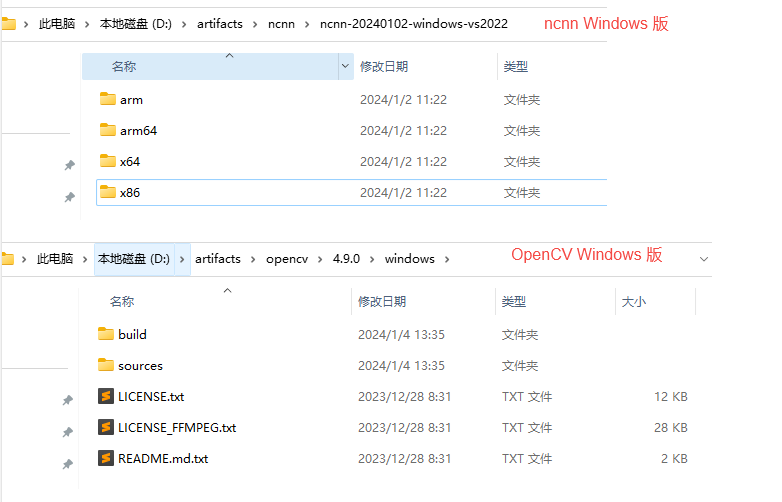 此电脑 > 本地磁盘 (D:) > artifacts > ncnn > ncnn-20240102-windows-vs2022
ncnn Windows 版
名称 修改日期 类型
arm 2024/1/2 11:22 文件夹
arm64 2024/1/2 11:22 文件夹
x64 2024/1/2 11:22 文件夹
x86 2024/1/2 11:22 文件夹
此电脑 > 本地磁盘 (D:) > artifacts > opencv > 4.9.0 > windows >
OpenCV Windows 版
名称 修改日期 类型 大小
build 2024/1/4 13:35 文件夹
sources 2024/1/4 13:35 文件夹
LICENSE.txt 2023/12/28 8:31 TXT 文件 12 KB
LICENSE_FFMPEG.txt 2023/12/28 8:31 TXT 文件 28 KB
README.md.txt 2023/12/28 8:31 TXT 文件 2 KB